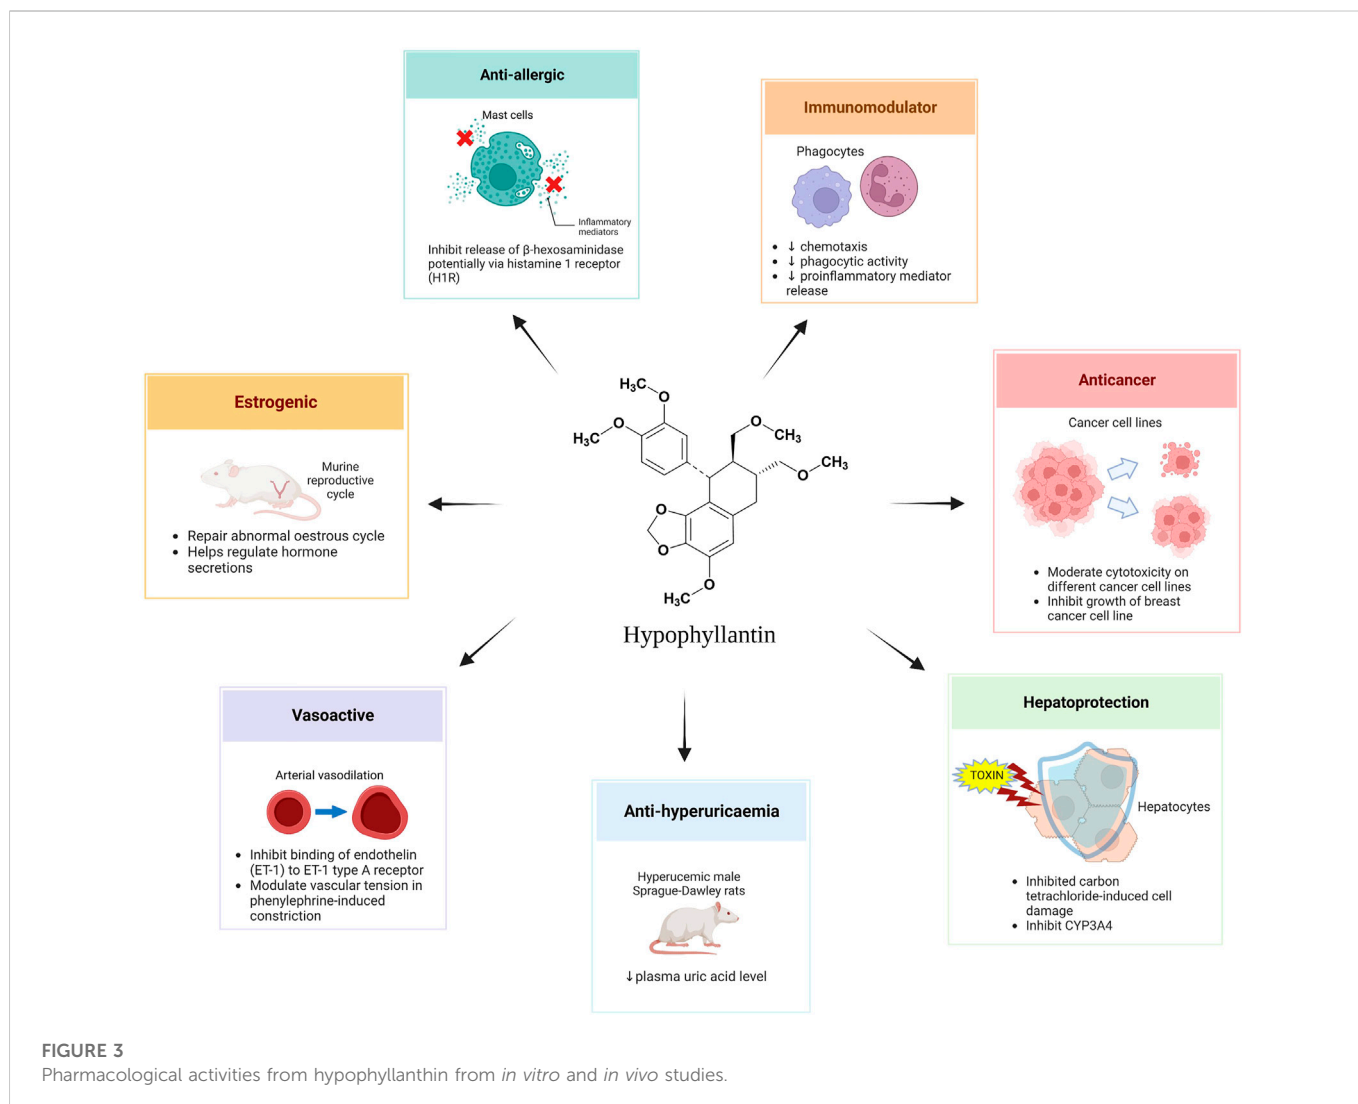 Anti-allergic
Mast cells
Inflammatory
mediators
Inhibit release of β-hexosaminidase
potentially via histamine 1 receptor
(H1R)
Immunomodulator
Phagocytes
• ↓ chemotaxis
• ↓ phagocytic activity
• ↓ proinflammatory mediator
release
Estrogenic
Murine
reproductive
cycle
• Repair abnormal oestrous cycle
• Helps regulate hormone
secretions
H₃C
O
O
H₃C
O
CH₃
CH₃
O
O
O
O
H₃C
Hypophyllantin
Anticancer
Cancer cell lines
• Moderate cytotoxicity on
different cancer cell lines
• Inhibit growth of breast
cancer cell line
Vasoactive
Arterial vasodilation
• Inhibit binding of endothelin
(ET-1) to ET-1 type A receptor
• Modulate vascular tension in
phenylephrine-induced
constriction
Anti-hyperuricaemia
Hyperucemic male
Sprague-Dawley rats
↓ plasma uric acid level
Hepatoprotection
TOXIN
Hepatocytes
• Inhibited carbon
tetrachloride-induced cell
damage
• Inhibit CYP3A4
FIGURE 3
Pharmacological activities from hypophyllanthin from in vitro and in vivo studies.